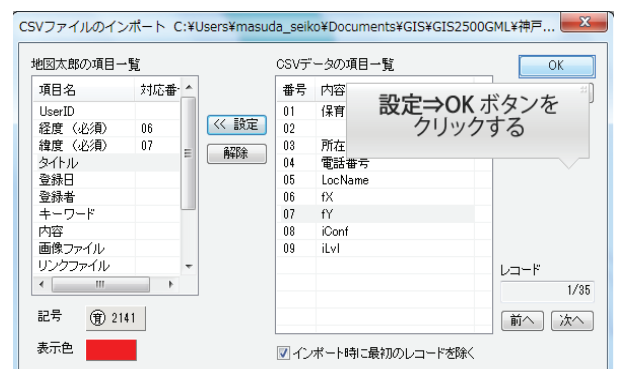 CSVファイルのインポート C:¥Users¥masuda_seiko¥Documents¥GIS¥GIS2500GML¥神戸...
地図太郎の項目一覧
項目名 対応番
UserID
経度（必須） 06
緯度（必須） 07
タイトル
登録日
登録者
キーワード
内容
画像ファイル
リンクファイル
<< 設定
解除
CSVデータの項目一覧
番号 内容
01 保育
02
03 所在
04 電話番号
05 LocName
06 fX
07 fY
08 iConf
09 iLvl
OK
設定⇒OK ボタンを
クリックする
レコード
1/35
前へ 次へ
記号 育 2141
表示色
インポート時に最初のレコードを除く